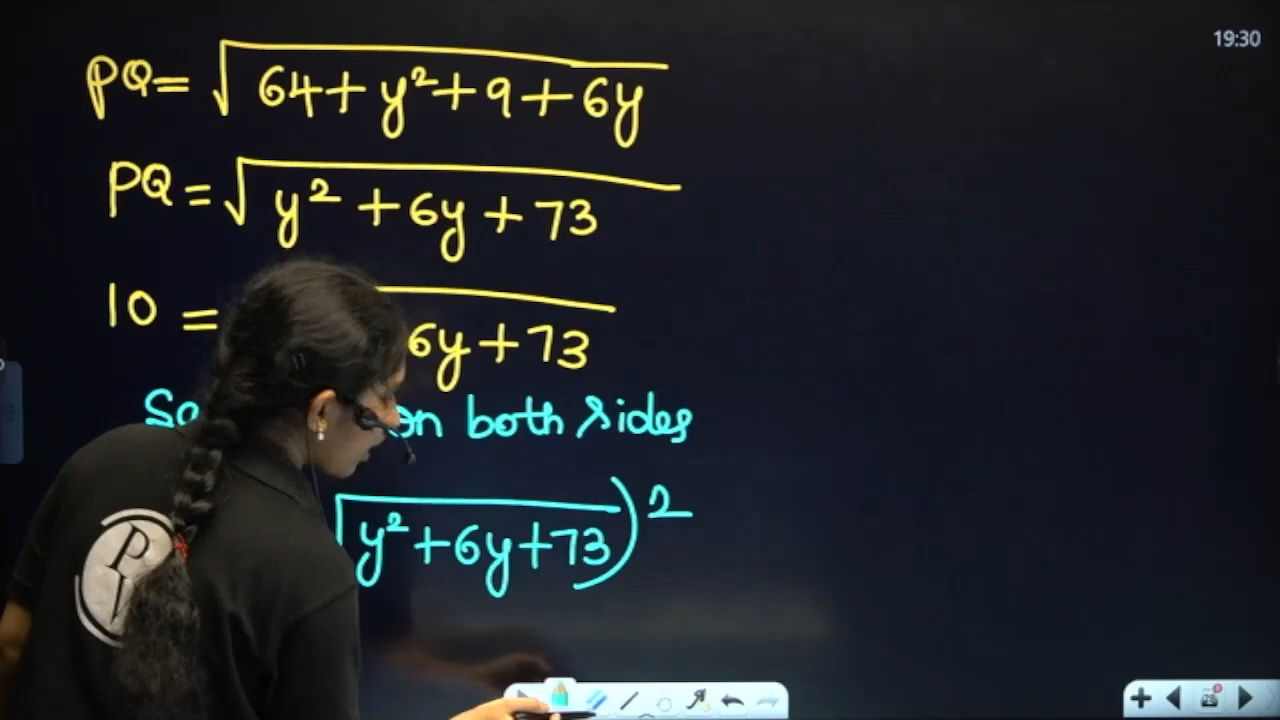 19:30
PQ = √64 + y² + 9 + 6y
PQ = √y² + 6y + 73
10 = 6y + 73
on both sides
√y² + 6y + 73)²
PW